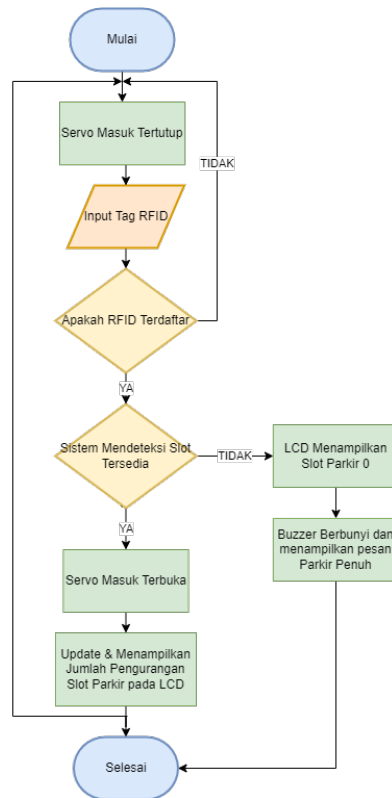 Mulai
Servo Masuk Tertutup
TIDAK
Input Tag RFID
Apakah RFID Terdaftar
YA
Sistem Mendeteksi Slot
Tersedia
TIDAK
LCD Menampilkan
Slot Parkir 0
YA
Buzzer Berbunyi dan
menampilkan pesan
Parkir Penuh
Servo Masuk Terbuka
Update & Menampilkan
Jumlah Pengurangan
Slot Parkir pada LCD
Selesai